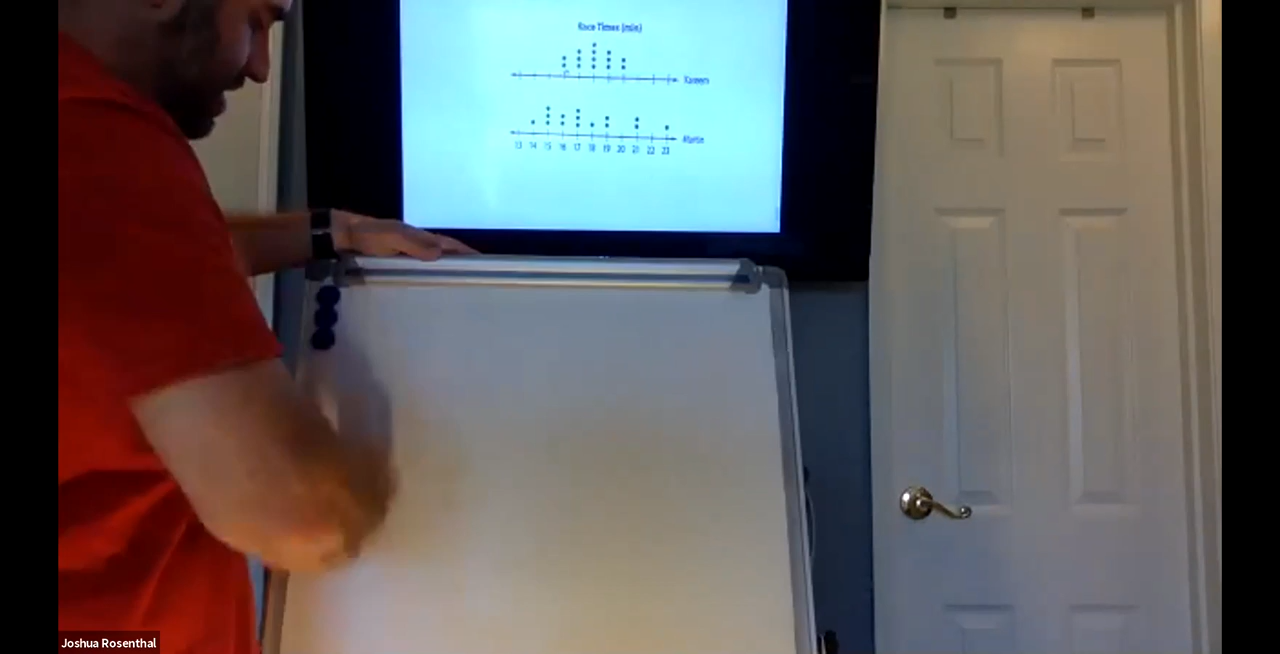 Race Times (min)
Kareem
Martin
13 14 15 16 17 18 19 20 21 22 23
Joshua Rosenthal